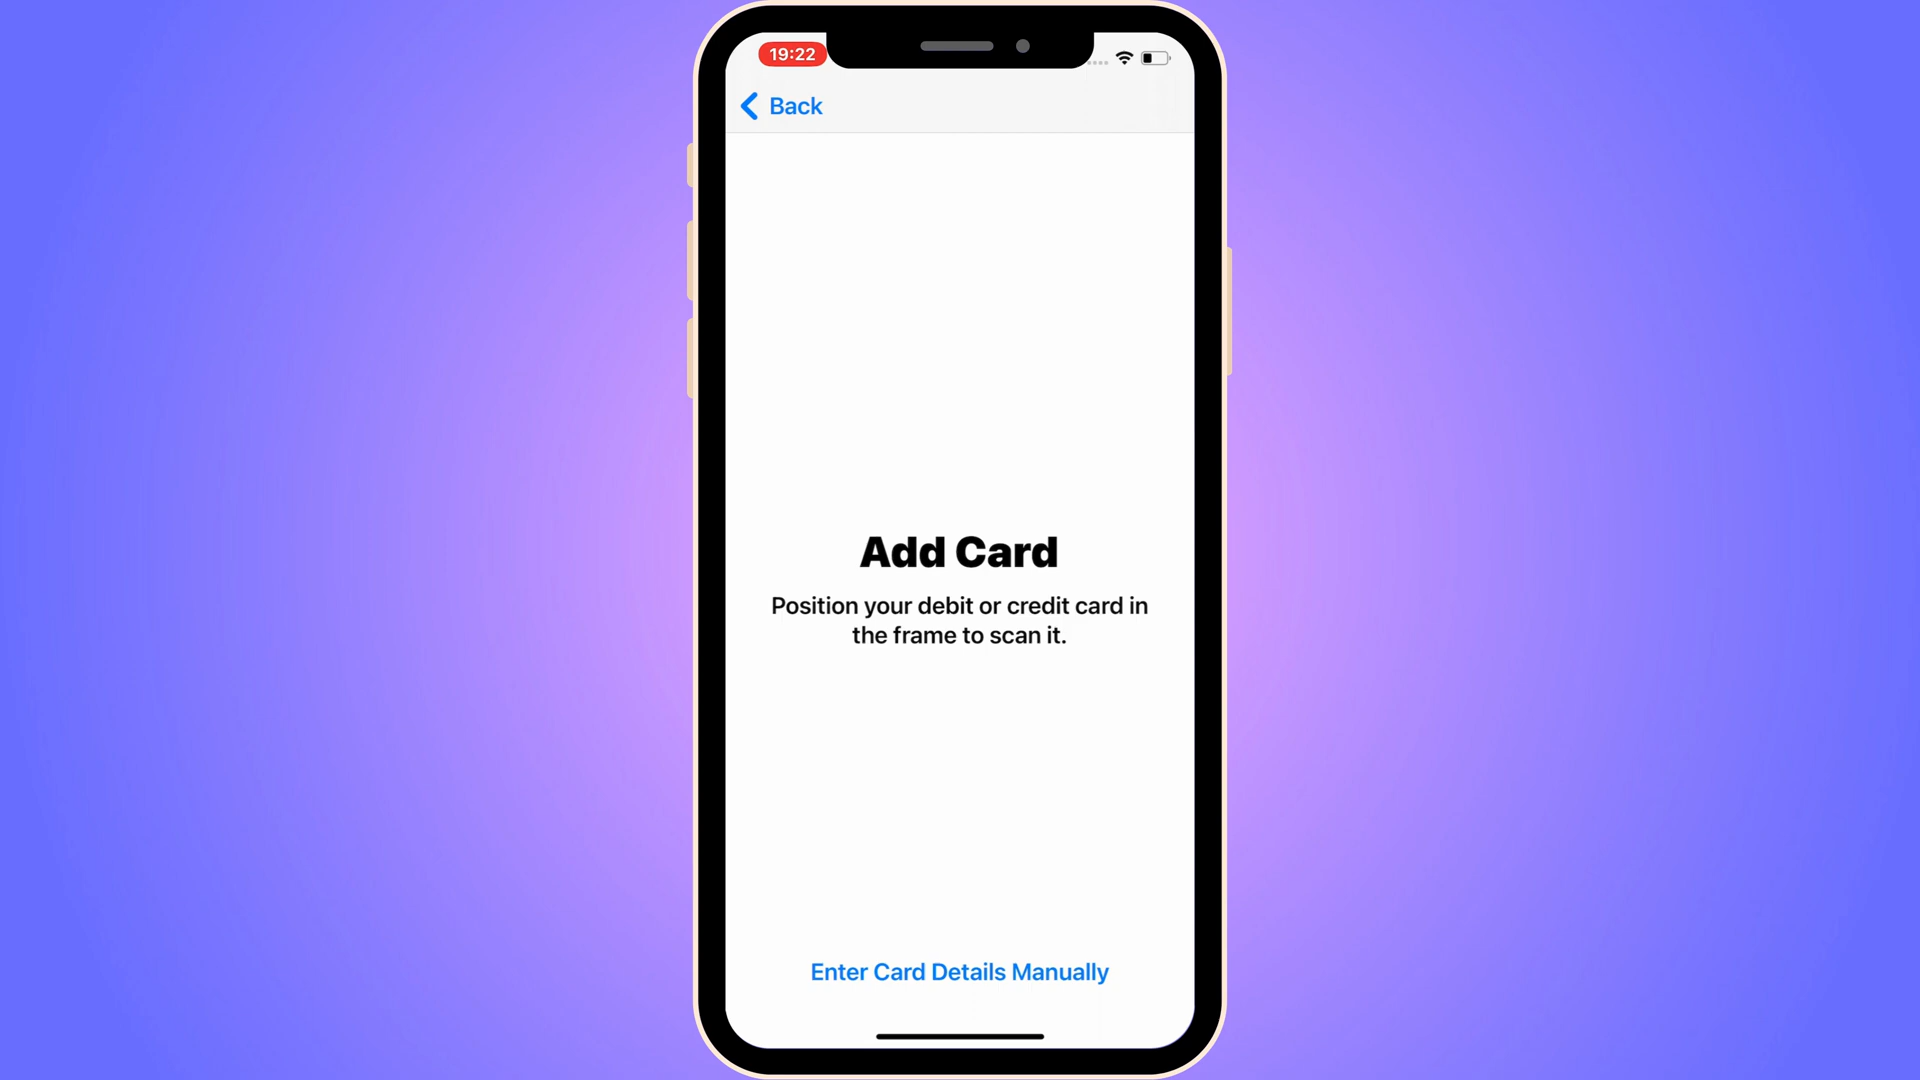 19:22
Back
Add Card
Position your debit or credit card in
the frame to scan it.
Enter Card Details Manually